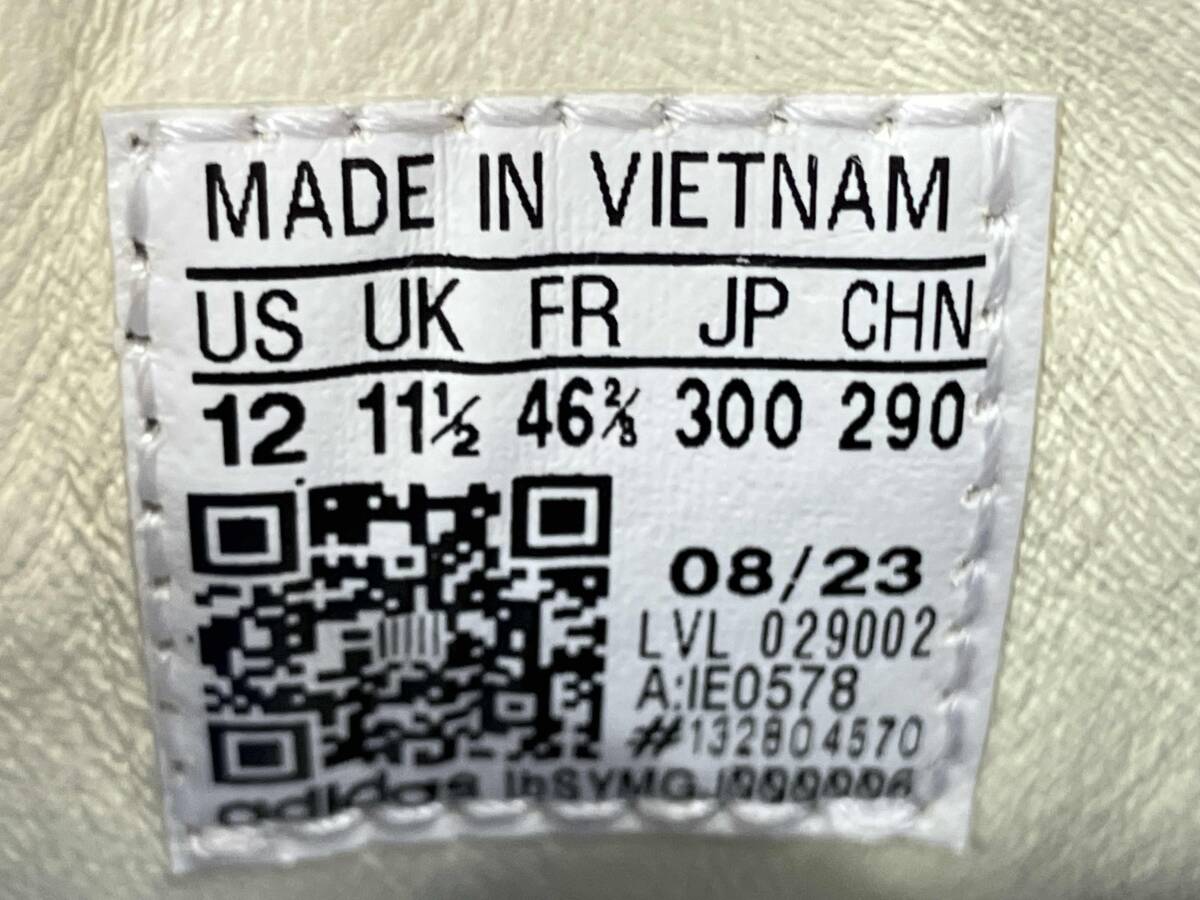 MADE IN VIETNAM
US UK FR JP CHN
12 11½ 46⅔ 300 290
08/23
LVL 029002
A:IE0578
#132804570
adidas